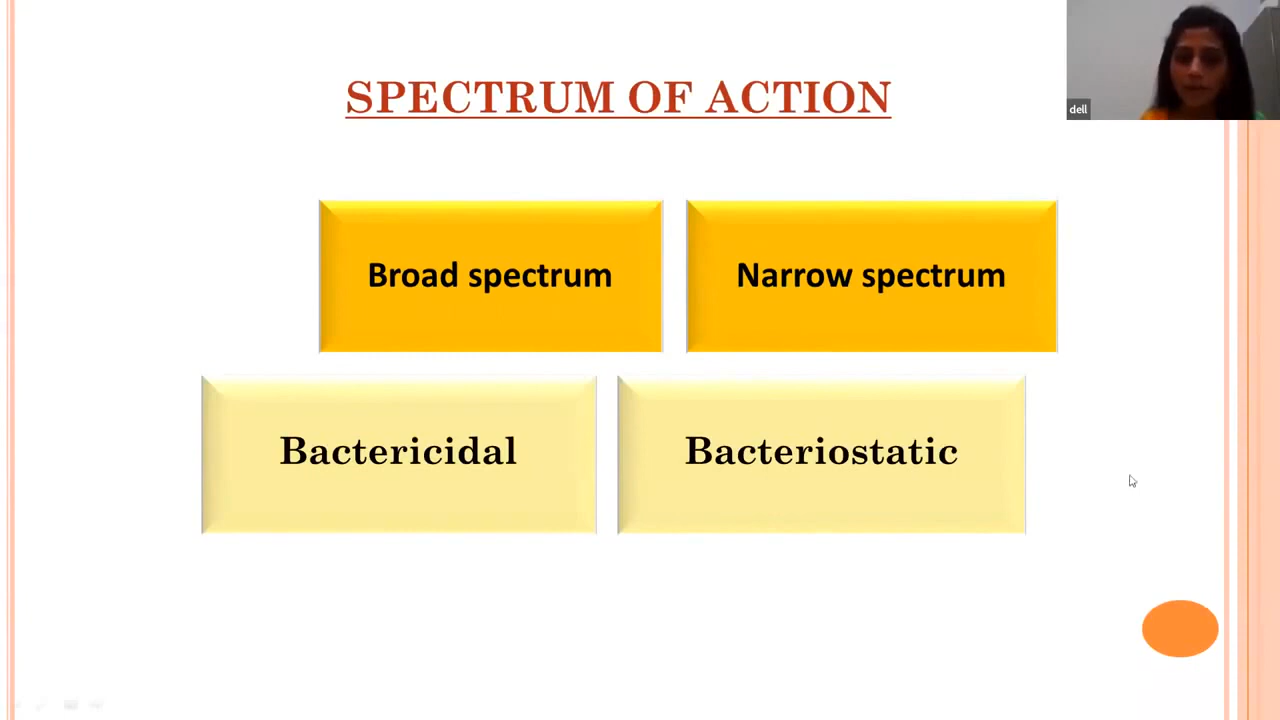 SPECTRUM OF ACTION
dell
Broad spectrum
Narrow spectrum
Bactericidal
Bacteriostatic